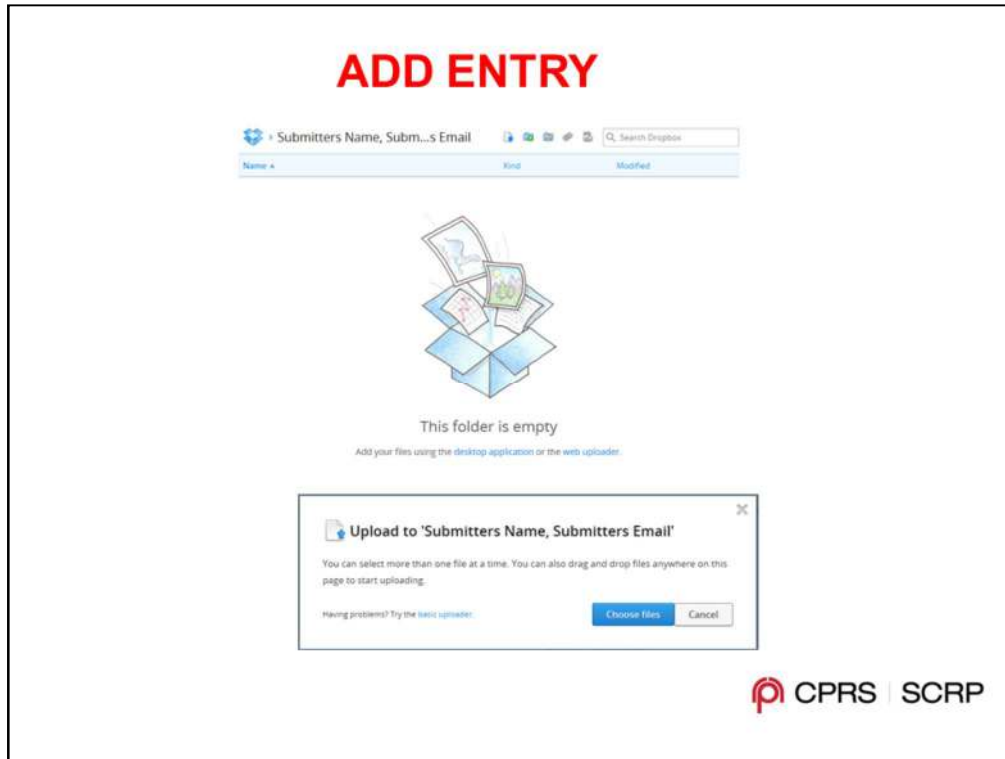 ADD ENTRY
Submitters Name, Subm...s Email
Search Dropbox
Name
Kind
Modified
This folder is empty
Add your files using the desktop application or the web uploader.
Upload to 'Submitters Name, Submitters Email'
You can select more than one file at a time. You can also drag and drop files anywhere on this
page to start uploading.
Having problems? Try the basic uploader.
Choose files
Cancel
CPRS | SCRP